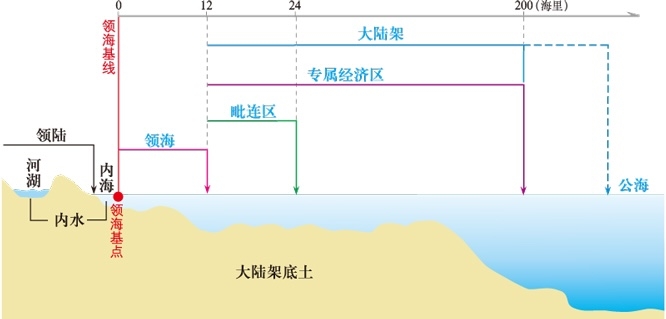 0 12 24 200 (海里)
领海基线
大陆架
专属经济区
毗连区
领海
领陆
河湖
内海
内水
领海基点
公海
大陆架底土